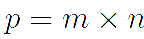 p = m × n